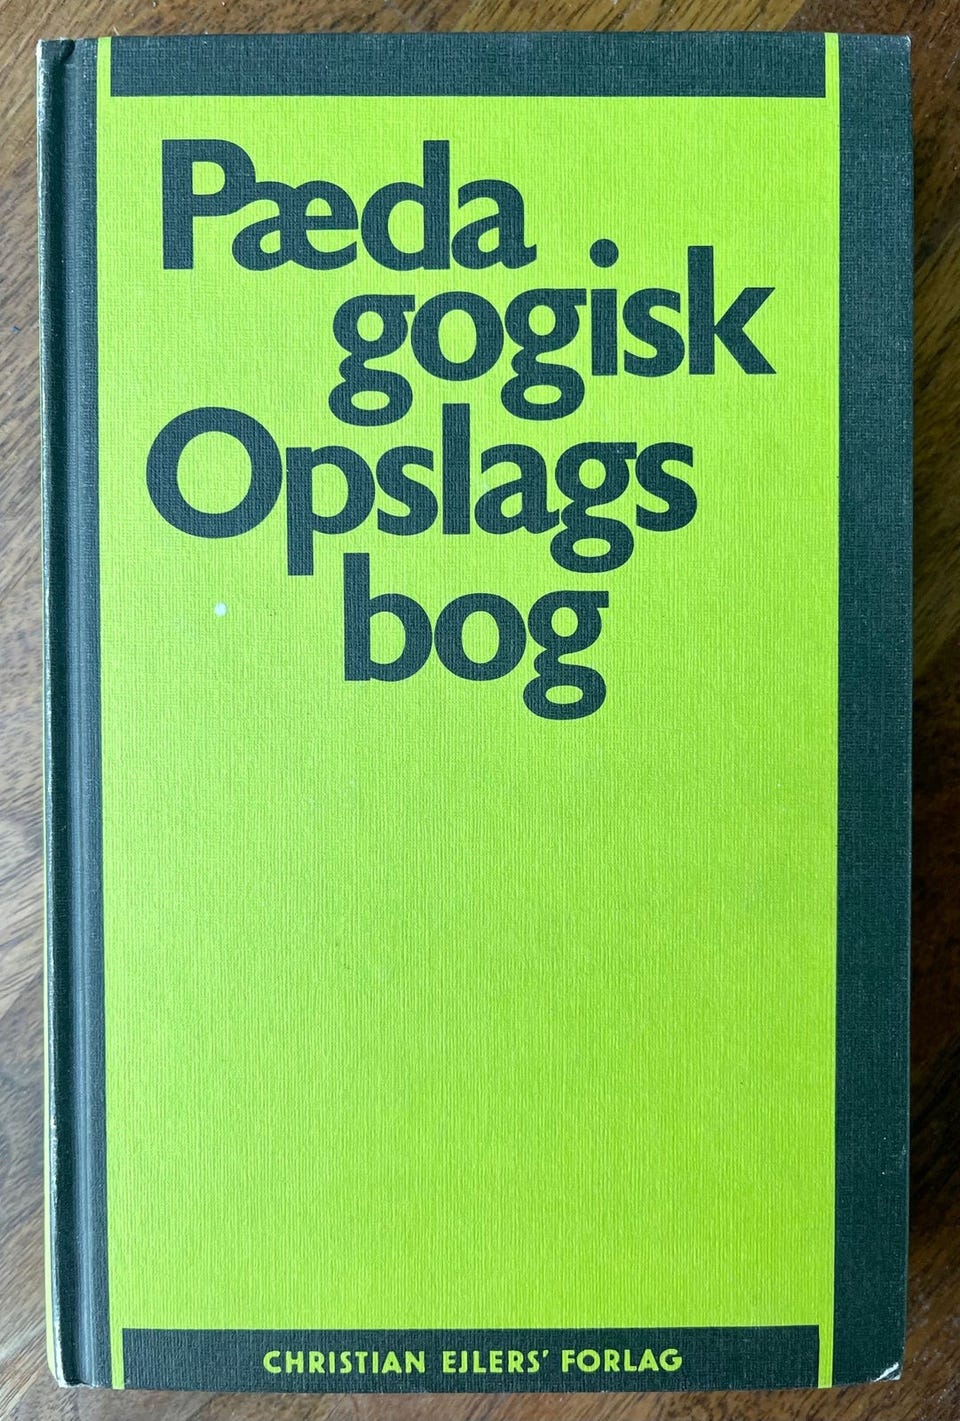 Pæda
gogisk
Opslags
bog
CHRISTIAN EJLERS' FORLAG